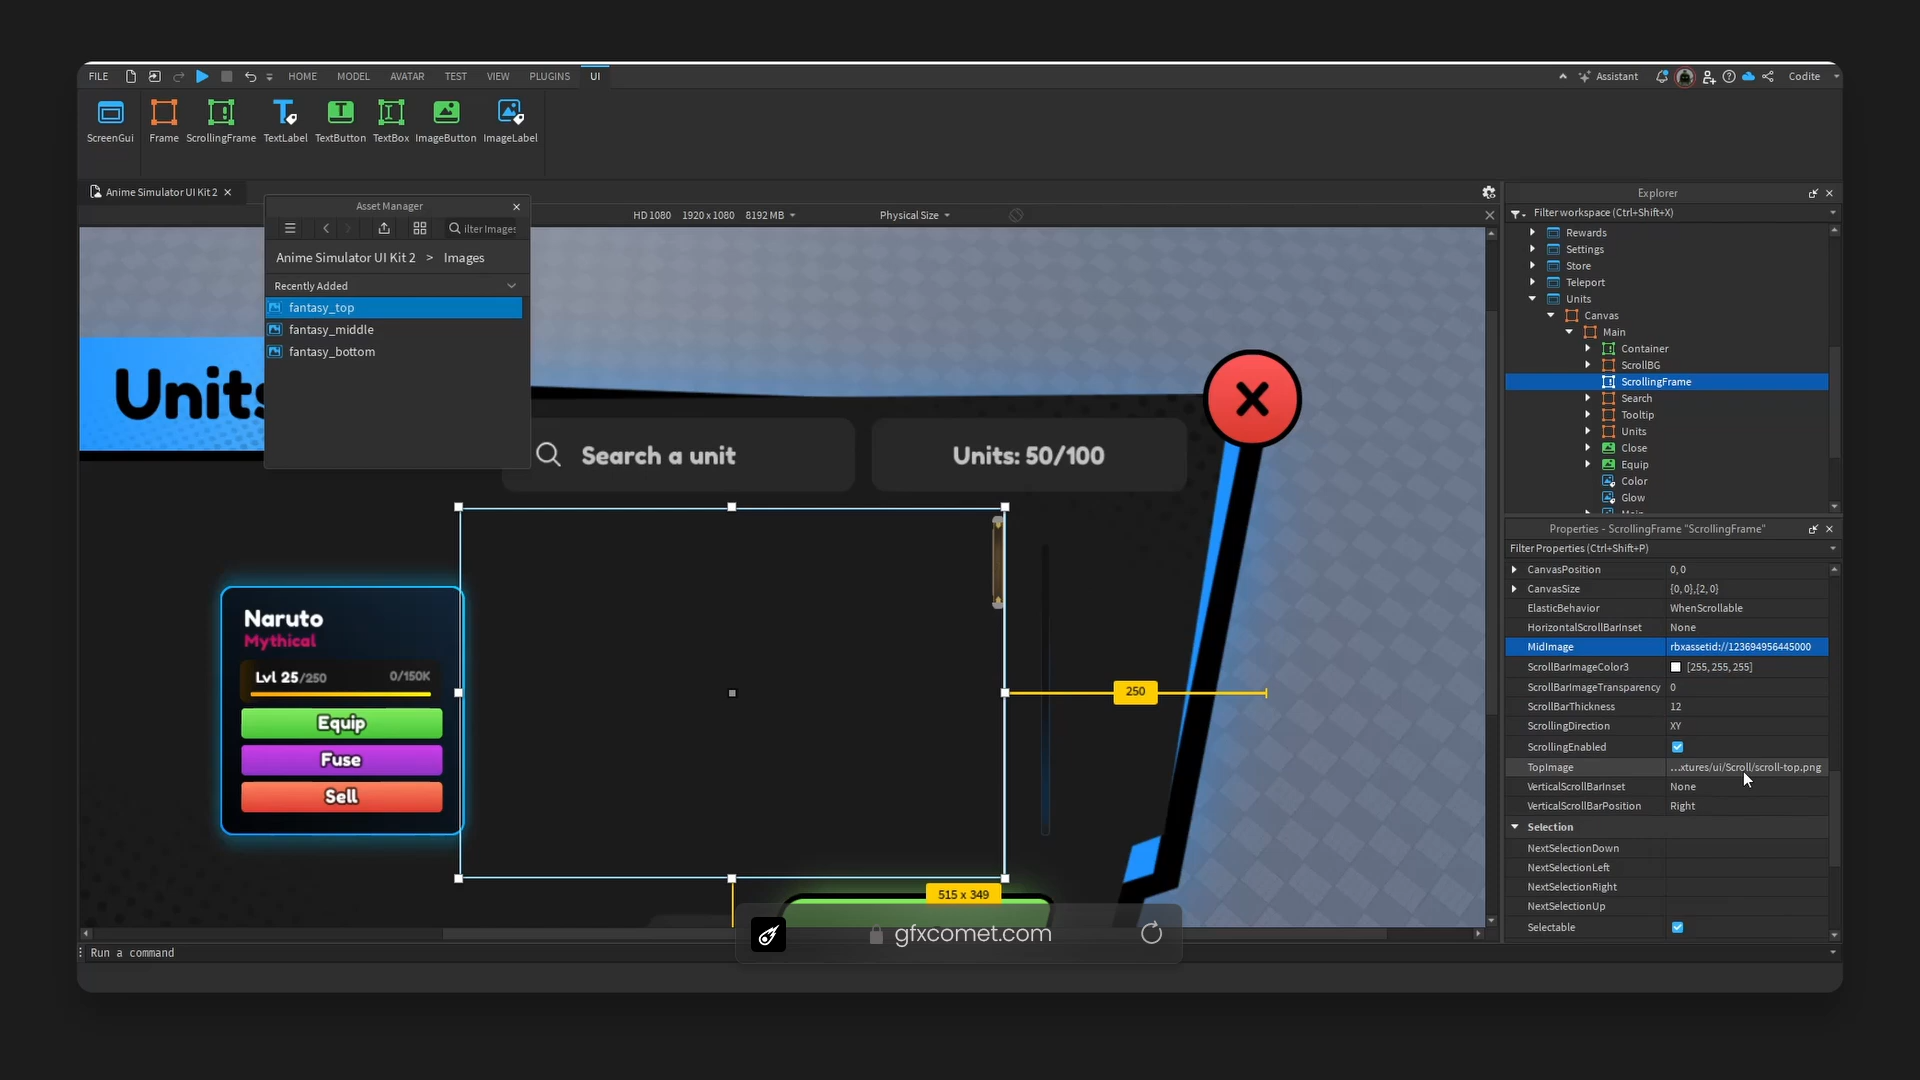 FILE HOME MODEL AVATAR TEST VIEW PLUGINS UI Assistant Codite
ScreenGui Frame ScrollingFrame TextLabel TextButton TextBox ImageButton ImageLabel
Anime Simulator UI Kit 2
HD 1080 1920 x 1080 8192 MB Physical Size
Asset Manager
ilter Images
Anime Simulator UI Kit 2 > Images
Recently Added
fantasy_top
fantasy_middle
fantasy_bottom
Units
Search a unit
Units: 50/100
Naruto
Mythical
Lvl 25/250 0/150K
Equip
Fuse
Sell
250
515 x 349
gfxcomet.com
Run a command
Explorer
Filter workspace (Ctrl+Shift+X)
Rewards
Settings
Store
Teleport
Units
Canvas
Main
Container
ScrollBG
ScrollingFrame
Search
Tooltip
Units
Close
Equip
Color
Glow
Properties - ScrollingFrame "ScrollingFrame"
Filter Properties (Ctrl+Shift+P)
CanvasPosition 0, 0
CanvasSize {0, 0},{2, 0}
ElasticBehavior WhenScrollable
HorizontalScrollBarInset None
MidImage rbxassetid://123694956445000
ScrollBarImageColor3 [255, 255, 255]
ScrollBarImageTransparency 0
ScrollBarThickness 12
ScrollingDirection XY
ScrollingEnabled
TopImage ...xtures/ui/Scroll/scroll-top.png
VerticalScrollBarInset None
VerticalScrollBarPosition Right
Selection
NextSelectionDown
NextSelectionLeft
NextSelectionRight
NextSelectionUp
Selectable